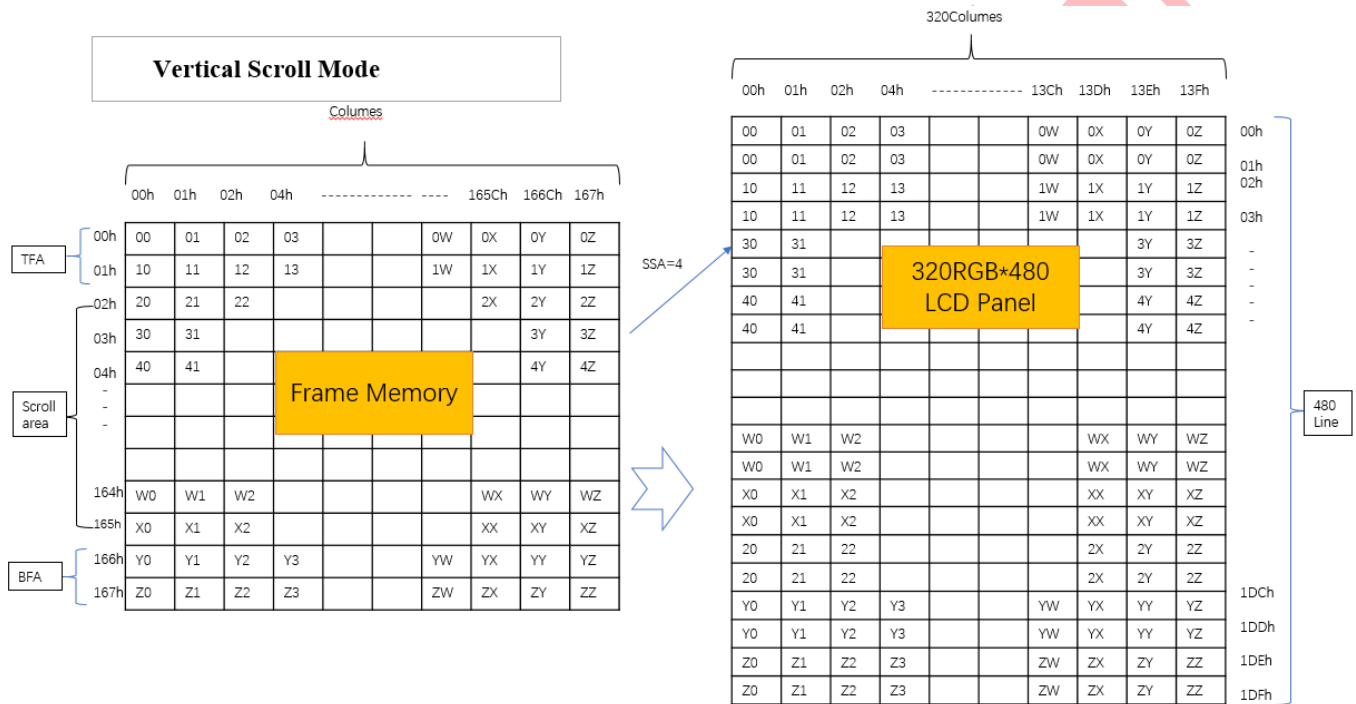 Vertical Scroll Mode
Columes
00h 01h 02h 04h ---------------- ---- 165Ch 166Ch 167h
TFA
00h 00 01 02 03 0W 0X 0Y 0Z
01h 10 11 12 13 1W 1X 1Y 1Z
02h 20 21 22 2X 2Y 2Z
03h 30 31 3Y 3Z
04h 40 41 4Y 4Z
-
-
-
Scroll
area
Frame Memory
164h W0 W1 W2 WX WY WZ
165h X0 X1 X2 XX XY XZ
BFA
166h Y0 Y1 Y2 Y3 YW YX YY YZ
167h Z0 Z1 Z2 Z3 ZW ZX ZY ZZ
SSA=4
320Columes
00h 01h 02h 04h -------------- 13Ch 13Dh 13Eh 13Fh
00 01 02 03 0W 0X 0Y 0Z 00h
00 01 02 03 0W 0X 0Y 0Z 01h
10 11 12 13 1W 1X 1Y 1Z 02h
10 11 12 13 1W 1X 1Y 1Z 03h
30 31 3Y 3Z -
30 31 3Y 3Z -
40 41 4Y 4Z -
40 41 4Y 4Z -
320RGB*480
LCD Panel
W0 W1 W2 WX WY WZ
W0 W1 W2 WX WY WZ
X0 X1 X2 XX XY XZ
X0 X1 X2 XX XY XZ
20 21 22 2X 2Y 2Z
20 21 22 2X 2Y 2Z
Y0 Y1 Y2 Y3 YW YX YY YZ 1DCh
Y0 Y1 Y2 Y3 YW YX YY YZ 1DDh
Z0 Z1 Z2 Z3 ZW ZX ZY ZZ 1DEh
Z0 Z1 Z2 Z3 ZW ZX ZY ZZ 1DFh
480
Line